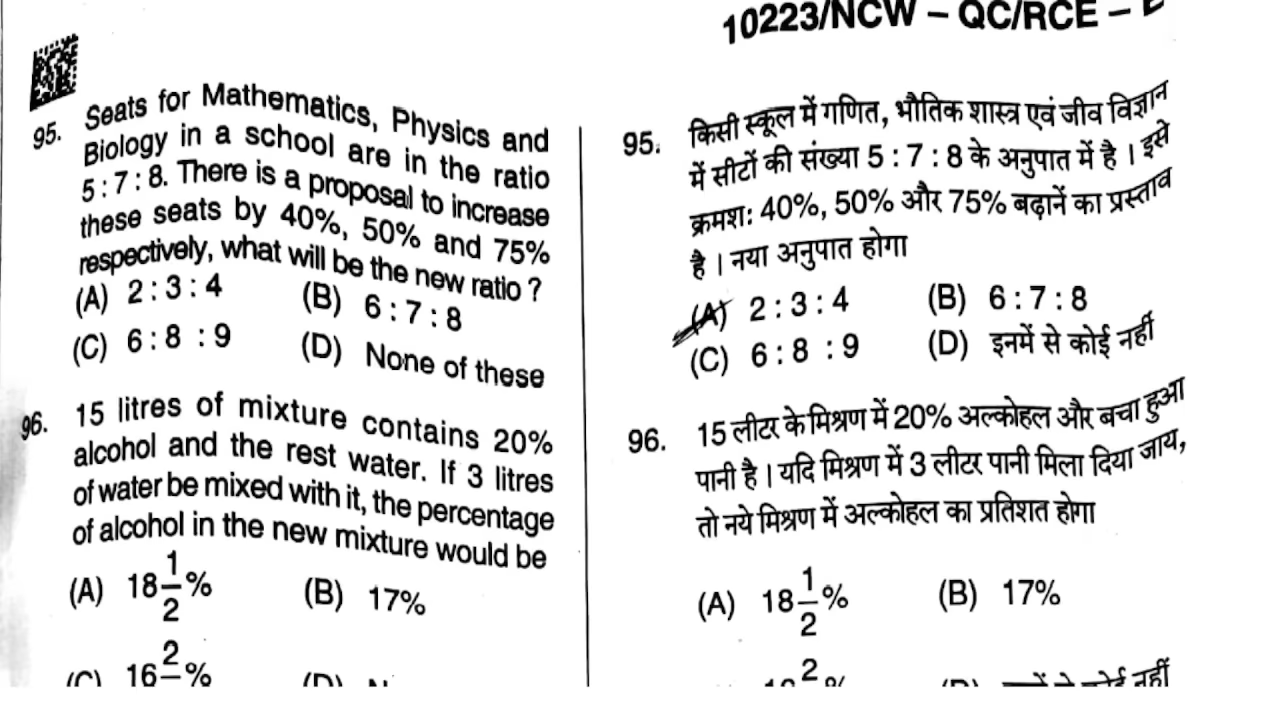 10223/NCW – QC/RCE –
95. Seats for Mathematics, Physics and
Biology in a school are in the ratio
5 : 7 : 8. There is a proposal to increase
these seats by 40%, 50% and 75%
respectively, what will be the new ratio ?
(A) 2 : 3 : 4 (B) 6 : 7 : 8
(C) 6 : 8 : 9 (D) None of these
96. 15 litres of mixture contains 20%
alcohol and the rest water. If 3 litres
of water be mixed with it, the percentage
of alcohol in the new mixture would be
(A) 18 1/2 % (B) 17%
(C) 16 2 % (D)
95. किसी स्कूल में गणित, भौतिक शास्त्र एवं जीव विज्ञान
में सीटों की संख्या 5 : 7 : 8 के अनुपात में है । इसे
क्रमश: 40%, 50% और 75% बढ़ानें का प्रस्ताव
है । नया अनुपात होगा
(A) 2 : 3 : 4 (B) 6 : 7 : 8
(C) 6 : 8 : 9 (D) इनमें से कोई नहीं
96. 15 लीटर के मिश्रण में 20% अल्कोहल और बचा हुआ
पानी है । यदि मिश्रण में 3 लीटर पानी मिला दिया जाय,
तो नये मिश्रण में अल्कोहल का प्रतिशत होगा
(A) 18 1/2 % (B) 17%
2 % नहीं